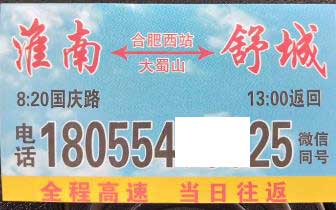 淮南 合肥西站 舒城
大蜀山
8:20国庆路 13:00返回
电话 180554 25 微信同号
全程高速 当日往返